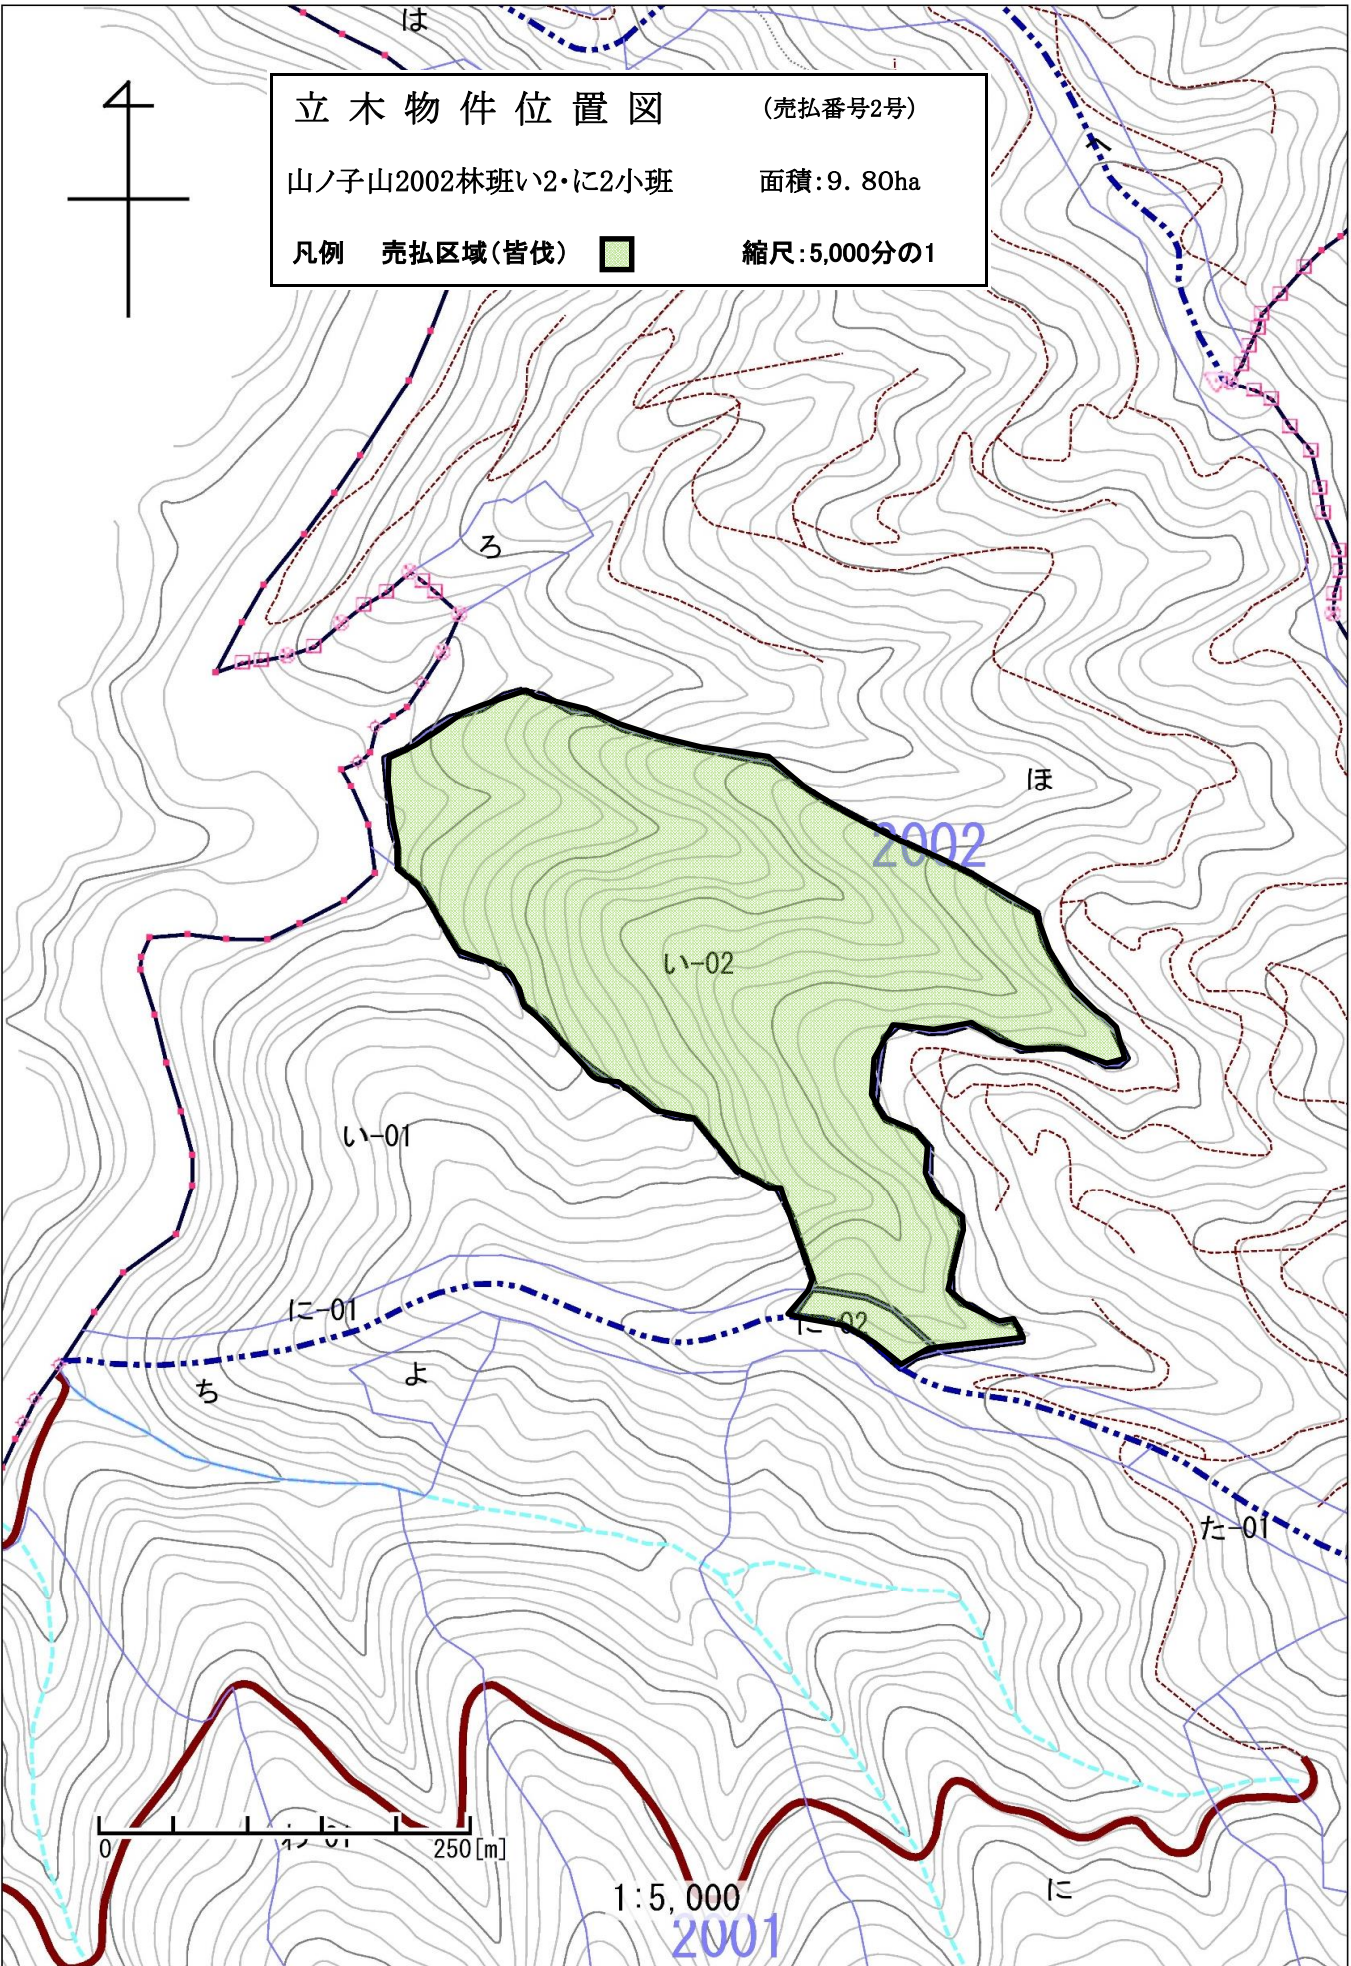 は
i
立木物件位置図 (売払番号2号)
山ノ子山2002林班い2・に2小班 面積:9.80ha
凡例 売払区域(皆伐) 縮尺:5,000分の1
へ
ろ
ほ
2002
い-02
い-01
に-01
に-02
ち
よ
た-01
0 250[m]
1:5,000
に
2001